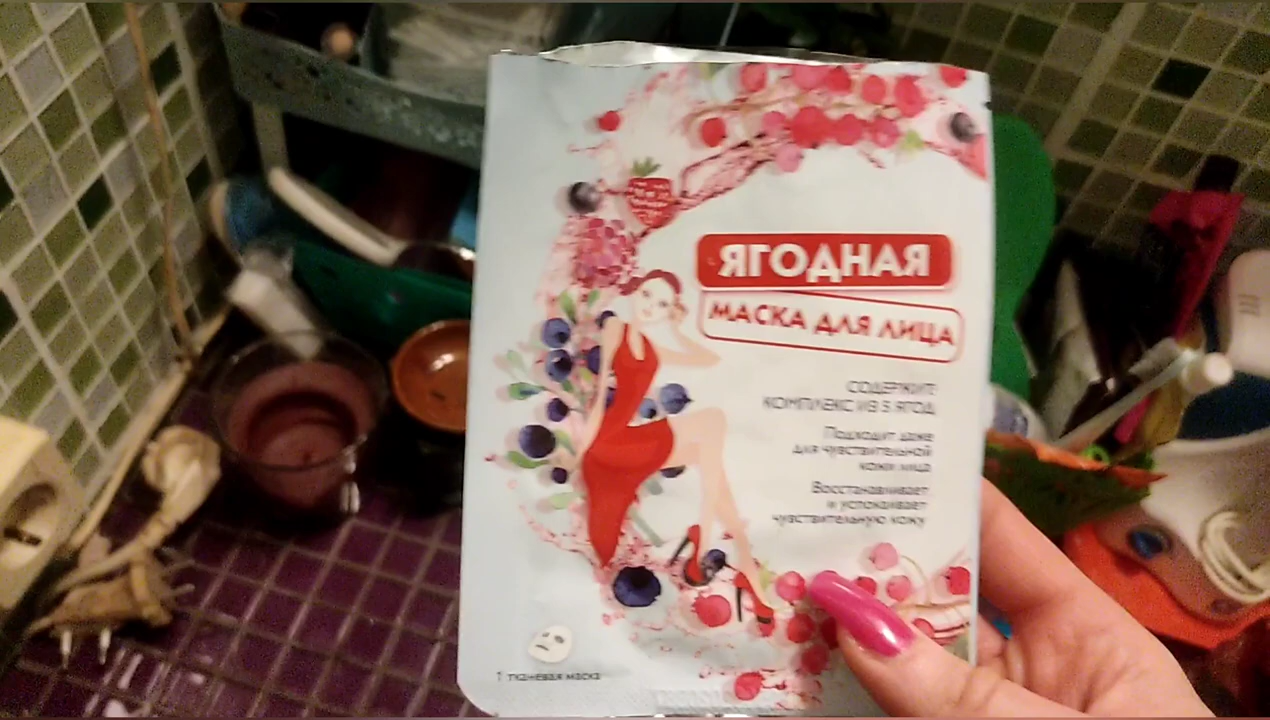 ЯГОДНАЯ
МАСКА ДЛЯ ЛИЦА
СОДЕРЖИТ
КОМПЛЕКС ИЗ 5 ЯГОД
Подходит даже
для чувствительной
кожи лица
Восстанавливает
и успокаивает
чувствительную кожу
1 тканевая маска